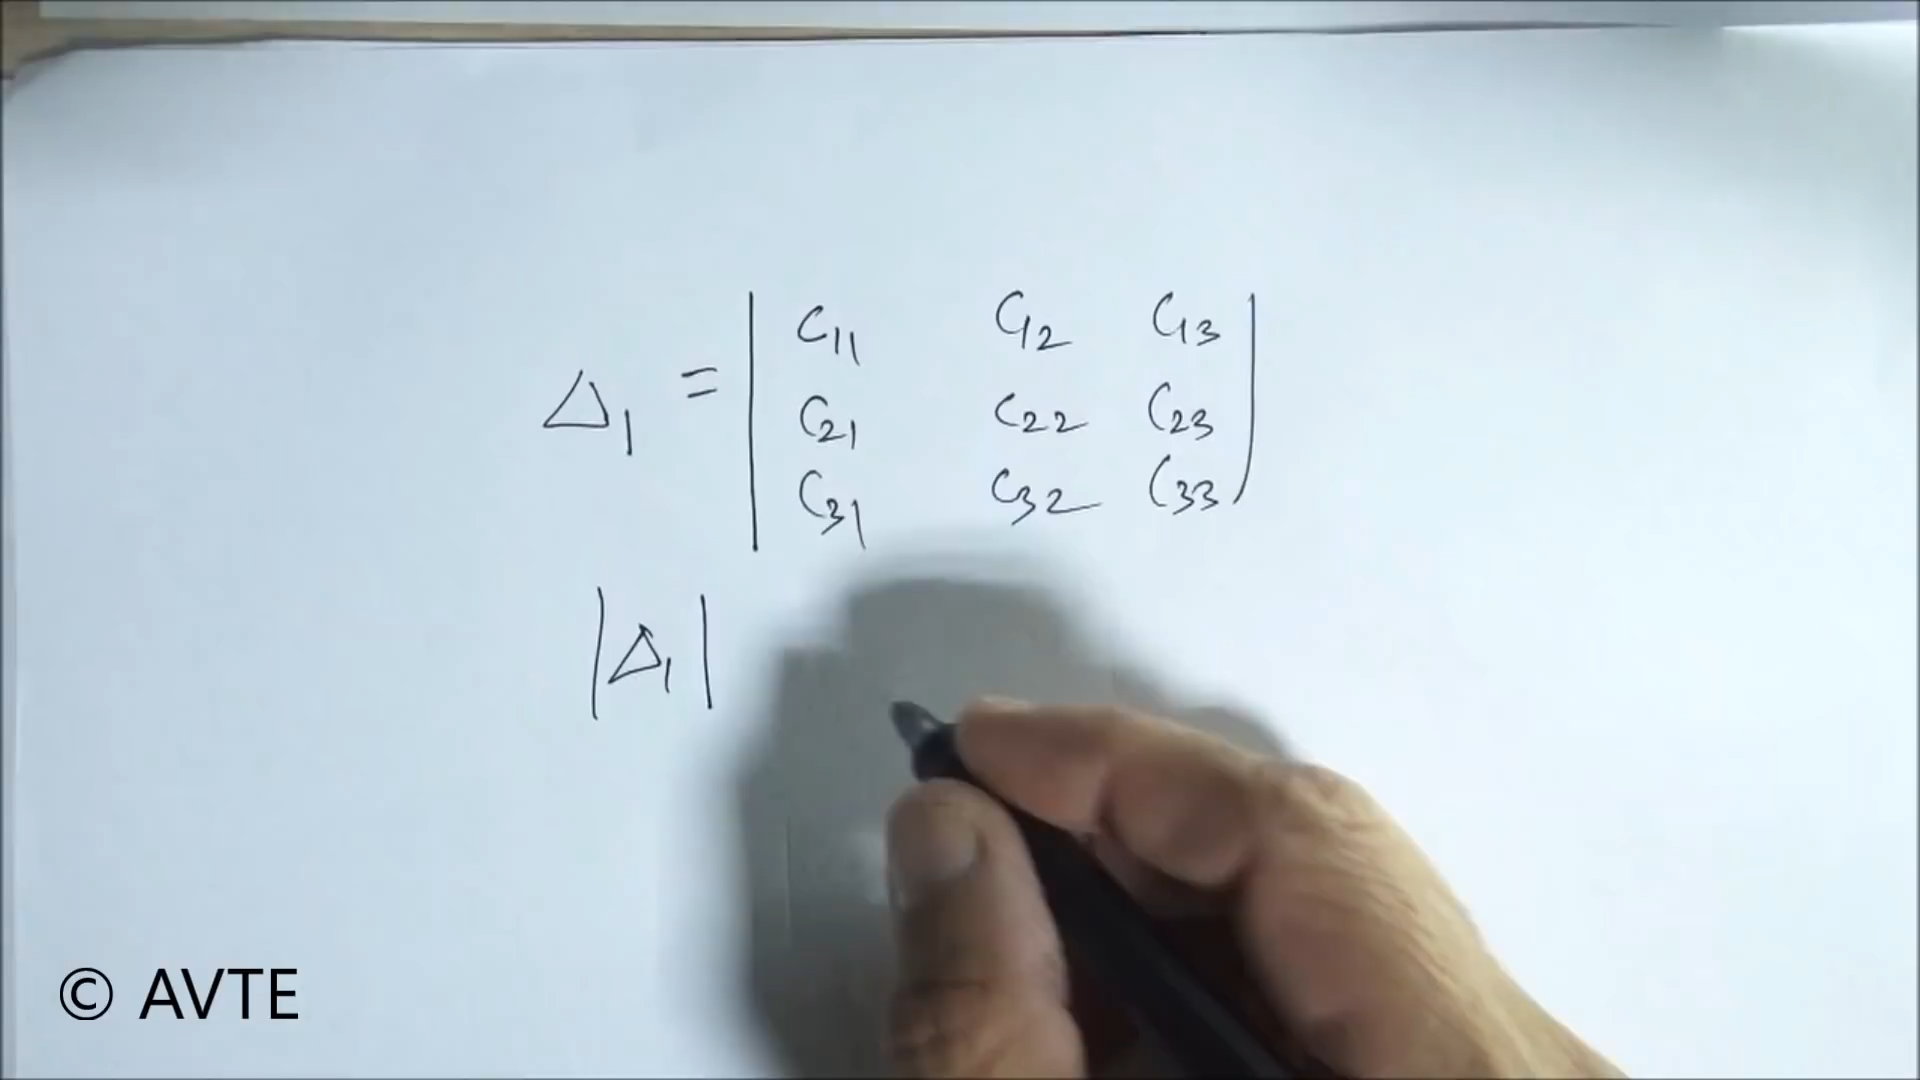 Δ₁ = | C₁₁ C₁₂ C₁₃ |
| C₂₁ C₂₂ C₂₃ |
| C₃₁ C₃₂ C₃₃ |
|Δ₁|
© AVTE